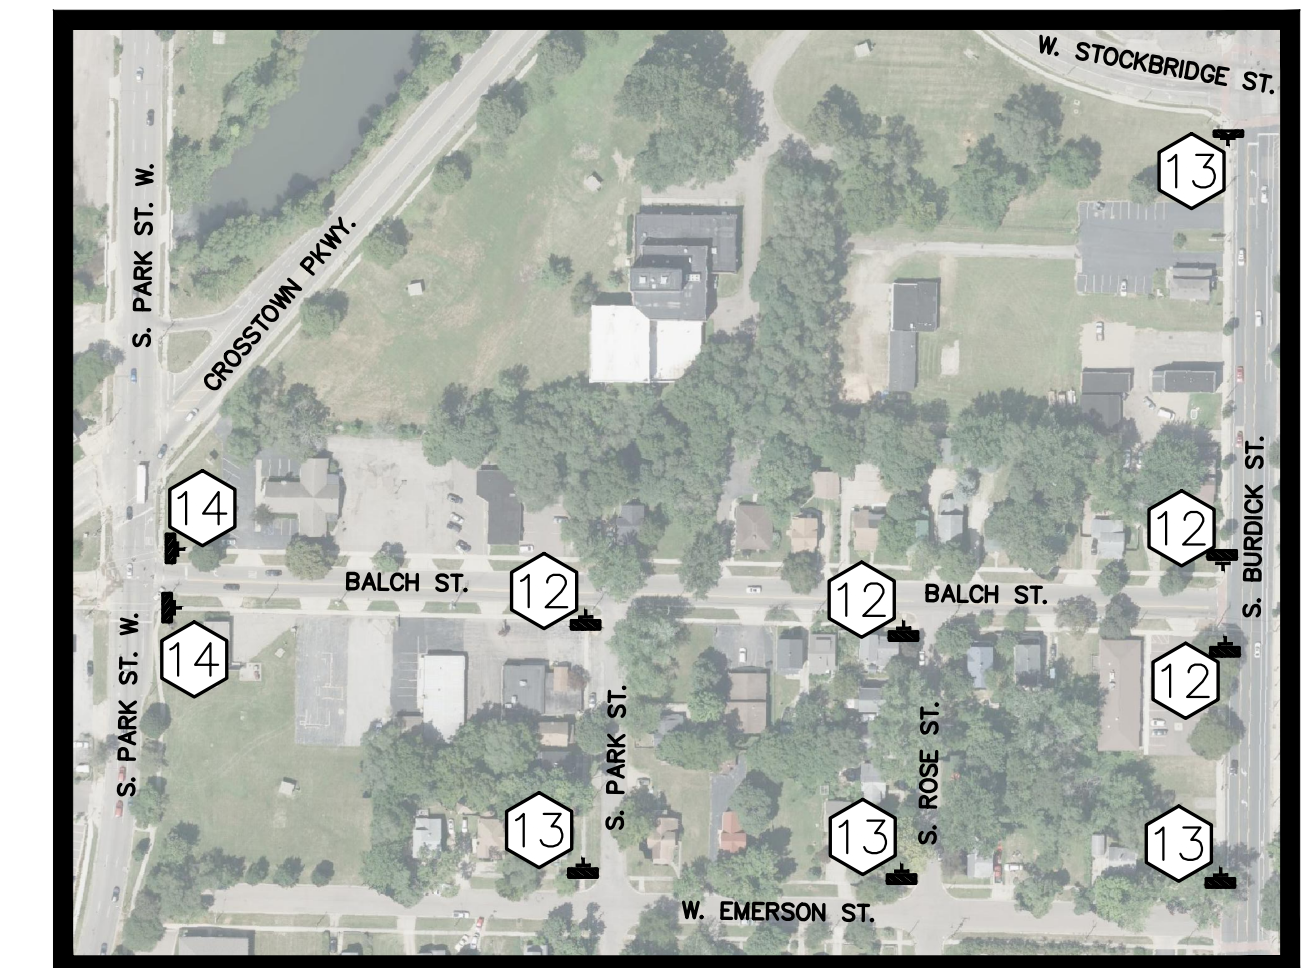 W. STOCKBRIDGE ST.
13
S. PARK ST. W.
CROSSTOWN PKWY.
14
12
S. BURDICK ST.
BALCH ST.
12
12
BALCH ST.
14
12
S. PARK ST. W.
S. PARK ST.
S. ROSE ST.
13
13
13
W. EMERSON ST.